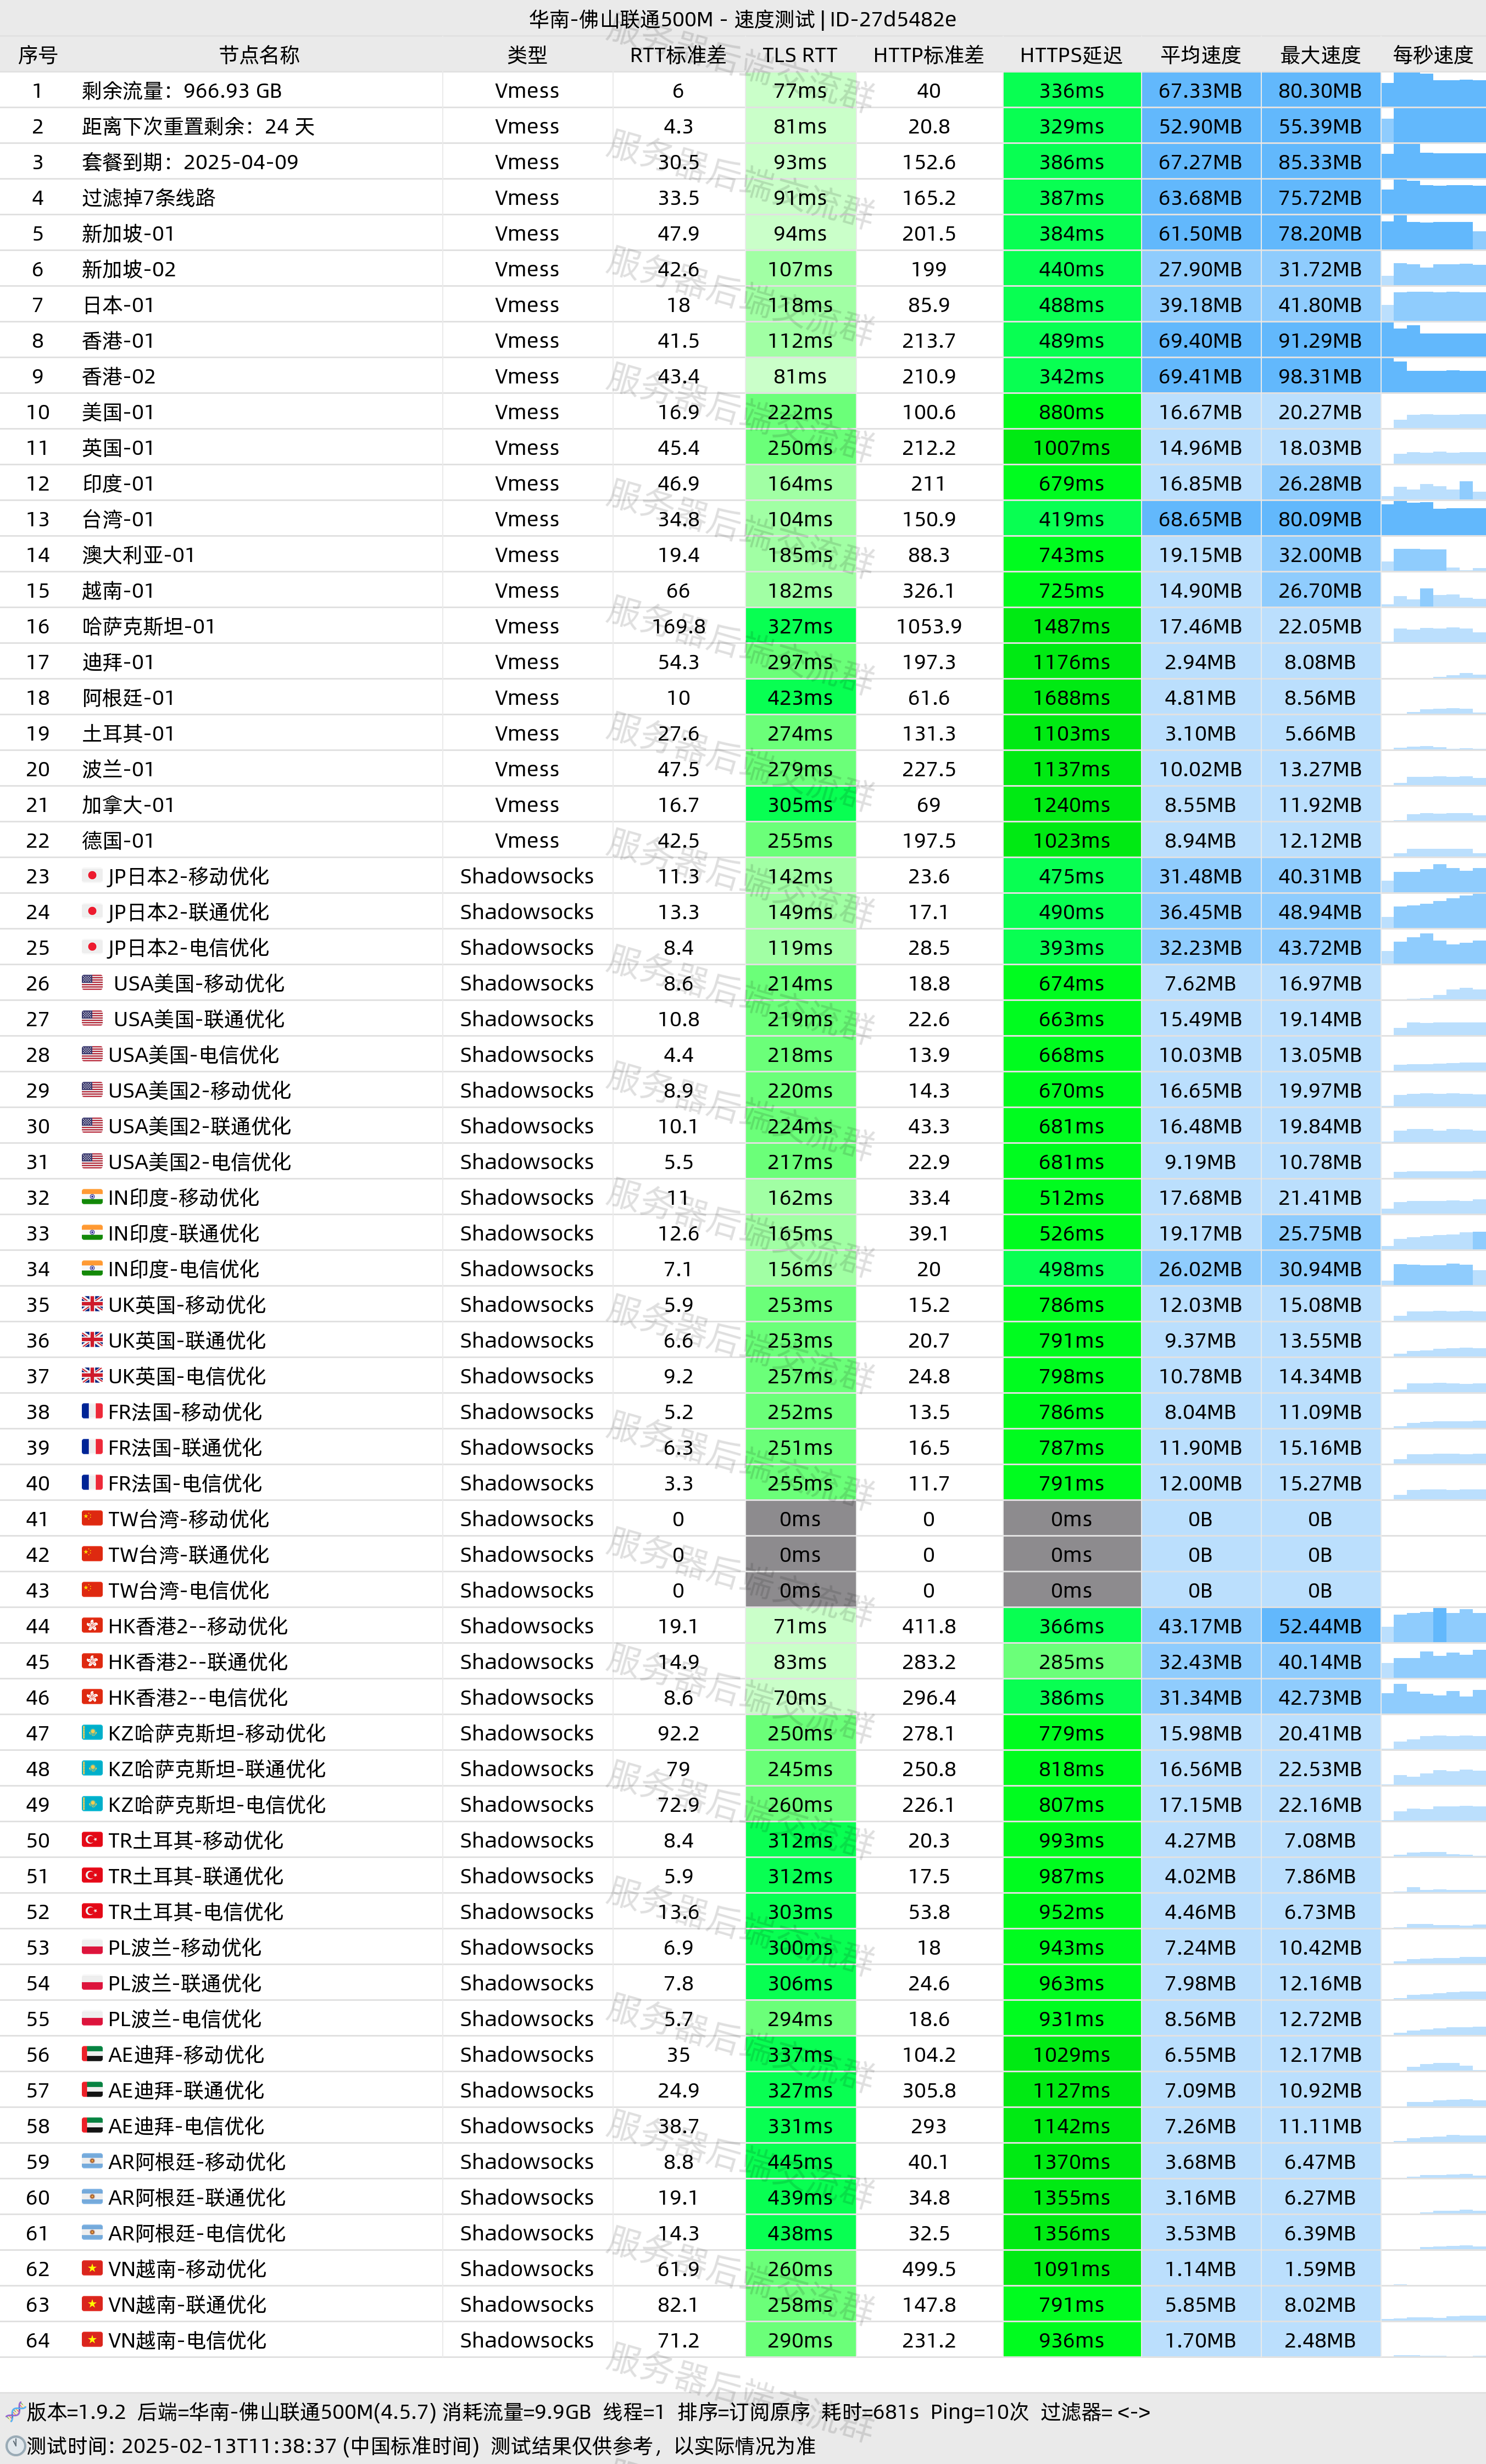 华南-佛山联通500M - 速度测试 | ID-27d5482e
序号 节点名称 类型 RTT标准差 TLS RTT HTTP标准差 HTTPS延迟 平均速度 最大速度 每秒速度
1 剩余流量：966.93 GB Vmess 6 77ms 40 336ms 67.33MB 80.30MB
2 距离下次重置剩余：24 天 Vmess 4.3 81ms 20.8 329ms 52.90MB 55.39MB
3 套餐到期：2025-04-09 Vmess 30.5 93ms 152.6 386ms 67.27MB 85.33MB
4 过滤掉7条线路 Vmess 33.5 91ms 165.2 387ms 63.68MB 75.72MB
5 新加坡-01 Vmess 47.9 94ms 201.5 384ms 61.50MB 78.20MB
6 新加坡-02 Vmess 42.6 107ms 199 440ms 27.90MB 31.72MB
7 日本-01 Vmess 18 118ms 85.9 488ms 39.18MB 41.80MB
8 香港-01 Vmess 41.5 112ms 213.7 489ms 69.40MB 91.29MB
9 香港-02 Vmess 43.4 81ms 210.9 342ms 69.41MB 98.31MB
10 美国-01 Vmess 16.9 222ms 100.6 880ms 16.67MB 20.27MB
11 英国-01 Vmess 45.4 250ms 212.2 1007ms 14.96MB 18.03MB
12 印度-01 Vmess 46.9 164ms 211 679ms 16.85MB 26.28MB
13 台湾-01 Vmess 34.8 104ms 150.9 419ms 68.65MB 80.09MB
14 澳大利亚-01 Vmess 19.4 185ms 88.3 743ms 19.15MB 32.00MB
15 越南-01 Vmess 66 182ms 326.1 725ms 14.90MB 26.70MB
16 哈萨克斯坦-01 Vmess 169.8 327ms 1053.9 1487ms 17.46MB 22.05MB
17 迪拜-01 Vmess 54.3 297ms 197.3 1176ms 2.94MB 8.08MB
18 阿根廷-01 Vmess 10 423ms 61.6 1688ms 4.81MB 8.56MB
19 土耳其-01 Vmess 27.6 274ms 131.3 1103ms 3.10MB 5.66MB
20 波兰-01 Vmess 47.5 279ms 227.5 1137ms 10.02MB 13.27MB
21 加拿大-01 Vmess 16.7 305ms 69 1240ms 8.55MB 11.92MB
22 德国-01 Vmess 42.5 255ms 197.5 1023ms 8.94MB 12.12MB
23 JP日本2-移动优化 Shadowsocks 11.3 142ms 23.6 475ms 31.48MB 40.31MB
24 JP日本2-联通优化 Shadowsocks 13.3 149ms 17.1 490ms 36.45MB 48.94MB
25 JP日本2-电信优化 Shadowsocks 8.4 119ms 28.5 393ms 32.23MB 43.72MB
26 USA美国-移动优化 Shadowsocks 8.6 214ms 18.8 674ms 7.62MB 16.97MB
27 USA美国-联通优化 Shadowsocks 10.8 219ms 22.6 663ms 15.49MB 19.14MB
28 USA美国-电信优化 Shadowsocks 4.4 218ms 13.9 668ms 10.03MB 13.05MB
29 USA美国2-移动优化 Shadowsocks 8.9 220ms 14.3 670ms 16.65MB 19.97MB
30 USA美国2-联通优化 Shadowsocks 10.1 224ms 43.3 681ms 16.48MB 19.84MB
31 USA美国2-电信优化 Shadowsocks 5.5 217ms 22.9 681ms 9.19MB 10.78MB
32 IN印度-移动优化 Shadowsocks 11 162ms 33.4 512ms 17.68MB 21.41MB
33 IN印度-联通优化 Shadowsocks 12.6 165ms 39.1 526ms 19.17MB 25.75MB
34 IN印度-电信优化 Shadowsocks 7.1 156ms 20 498ms 26.02MB 30.94MB
35 UK英国-移动优化 Shadowsocks 5.9 253ms 15.2 786ms 12.03MB 15.08MB
36 UK英国-联通优化 Shadowsocks 6.6 253ms 20.7 791ms 9.37MB 13.55MB
37 UK英国-电信优化 Shadowsocks 9.2 257ms 24.8 798ms 10.78MB 14.34MB
38 FR法国-移动优化 Shadowsocks 5.2 252ms 13.5 786ms 8.04MB 11.09MB
39 FR法国-联通优化 Shadowsocks 6.3 251ms 16.5 787ms 11.90MB 15.16MB
40 FR法国-电信优化 Shadowsocks 3.3 255ms 11.7 791ms 12.00MB 15.27MB
41 TW台湾-移动优化 Shadowsocks 0 0ms 0 0ms 0B 0B
42 TW台湾-联通优化 Shadowsocks 0 0ms 0 0ms 0B 0B
43 TW台湾-电信优化 Shadowsocks 0 0ms 0 0ms 0B 0B
44 HK香港2--移动优化 Shadowsocks 19.1 71ms 411.8 366ms 43.17MB 52.44MB
45 HK香港2--联通优化 Shadowsocks 14.9 83ms 283.2 285ms 32.43MB 40.14MB
46 HK香港2--电信优化 Shadowsocks 8.6 70ms 296.4 386ms 31.34MB 42.73MB
47 KZ哈萨克斯坦-移动优化 Shadowsocks 92.2 250ms 278.1 779ms 15.98MB 20.41MB
48 KZ哈萨克斯坦-联通优化 Shadowsocks 79 245ms 250.8 818ms 16.56MB 22.53MB
49 KZ哈萨克斯坦-电信优化 Shadowsocks 72.9 260ms 226.1 807ms 17.15MB 22.16MB
50 TR土耳其-移动优化 Shadowsocks 8.4 312ms 20.3 993ms 4.27MB 7.08MB
51 TR土耳其-联通优化 Shadowsocks 5.9 312ms 17.5 987ms 4.02MB 7.86MB
52 TR土耳其-电信优化 Shadowsocks 13.6 303ms 53.8 952ms 4.46MB 6.73MB
53 PL波兰-移动优化 Shadowsocks 6.9 300ms 18 943ms 7.24MB 10.42MB
54 PL波兰-联通优化 Shadowsocks 7.8 306ms 24.6 963ms 7.98MB 12.16MB
55 PL波兰-电信优化 Shadowsocks 5.7 294ms 18.6 931ms 8.56MB 12.72MB
56 AE迪拜-移动优化 Shadowsocks 35 337ms 104.2 1029ms 6.55MB 12.17MB
57 AE迪拜-联通优化 Shadowsocks 24.9 327ms 305.8 1127ms 7.09MB 10.92MB
58 AE迪拜-电信优化 Shadowsocks 38.7 331ms 293 1142ms 7.26MB 11.11MB
59 AR阿根廷-移动优化 Shadowsocks 8.8 445ms 40.1 1370ms 3.68MB 6.47MB
60 AR阿根廷-联通优化 Shadowsocks 19.1 439ms 34.8 1355ms 3.16MB 6.27MB
61 AR阿根廷-电信优化 Shadowsocks 14.3 438ms 32.5 1356ms 3.53MB 6.39MB
62 VN越南-移动优化 Shadowsocks 61.9 260ms 499.5 1091ms 1.14MB 1.59MB
63 VN越南-联通优化 Shadowsocks 82.1 258ms 147.8 791ms 5.85MB 8.02MB
64 VN越南-电信优化 Shadowsocks 71.2 290ms 231.2 936ms 1.70MB 2.48MB
版本=1.9.2 后端=华南-佛山联通500M(4.5.7) 消耗流量=9.9GB 线程=1 排序=订阅原序 耗时=681s Ping=10次 过滤器= <->
测试时间: 2025-02-13T11:38:37 (中国标准时间) 测试结果仅供参考，以实际情况为准
服务器后端交流群